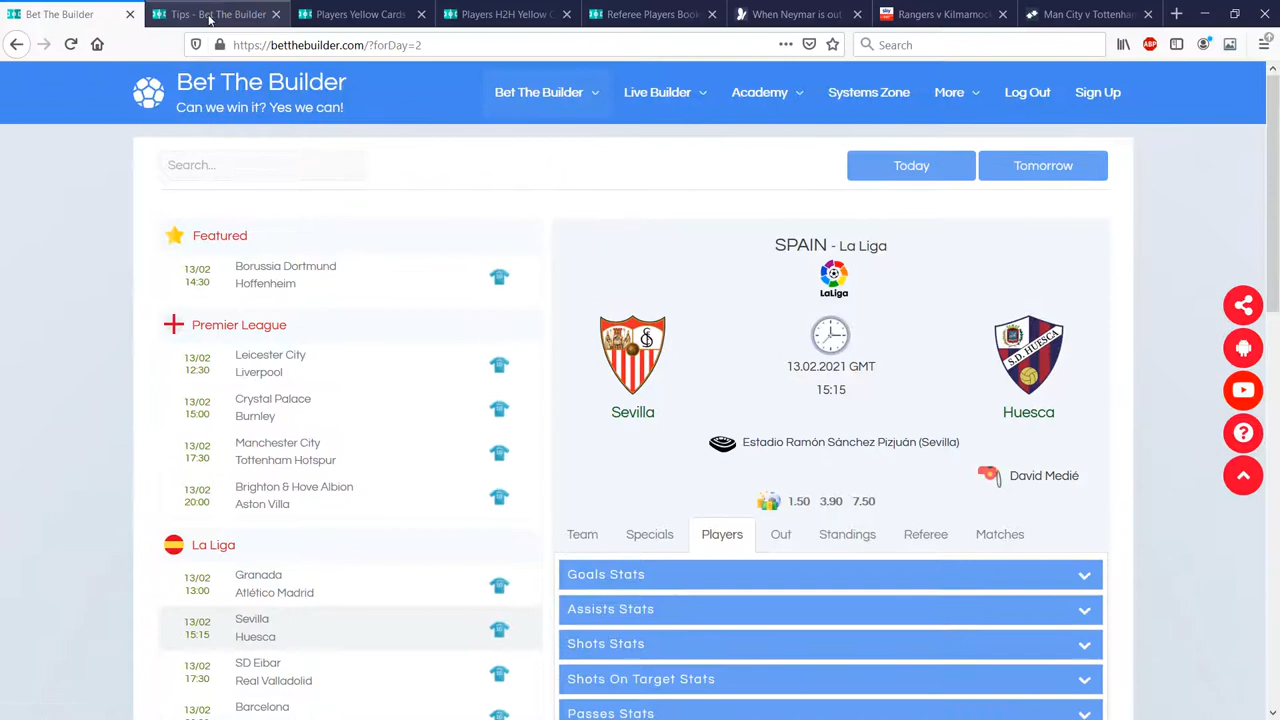 Bet The Builder
Tips - Bet The Builder
Players Yellow Cards
Players H2H Yellow C
Referee Players Book
When Neymar is out
Rangers v Kilmarnock
Man City v Tottenham
https://betthebuilder.com/?forDay=2
Search
ABP
Bet The Builder
Can we win it? Yes we can!
Bet The Builder
Live Builder
Academy
Systems Zone
More
Log Out
Sign Up
Search...
Today
Tomorrow
Featured
13/02 Borussia Dortmund
14:30 Hoffenheim
Premier League
13/02 Leicester City
12:30 Liverpool
13/02 Crystal Palace
15:00 Burnley
13/02 Manchester City
17:30 Tottenham Hotspur
13/02 Brighton & Hove Albion
20:00 Aston Villa
La Liga
13/02 Granada
13:00 Atlético Madrid
13/02 Sevilla
15:15 Huesca
13/02 SD Eibar
17:30 Real Valladolid
13/02 Barcelona
SPAIN - La Liga
LaLiga
13.02.2021 GMT
15:15
Sevilla
Huesca
Estadio Ramón Sánchez Pizjuán (Sevilla)
David Medié
1.50 3.90 7.50
Team
Specials
Players
Out
Standings
Referee
Matches
Goals Stats
Assists Stats
Shots Stats
Shots On Target Stats
Passes Stats